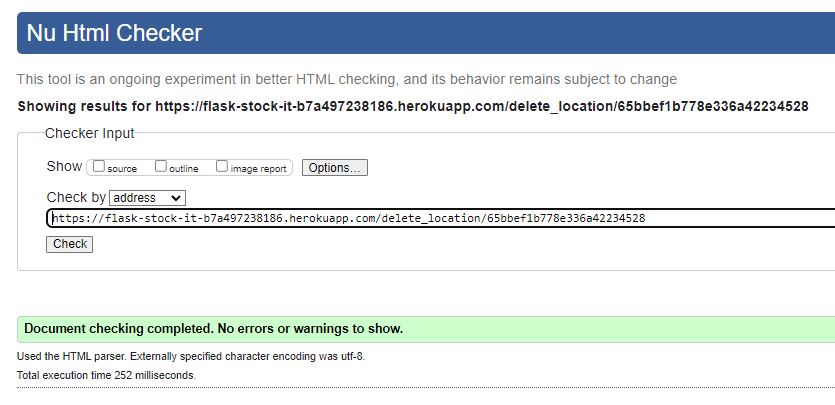 Nu Html Checker
This tool is an ongoing experiment in better HTML checking, and its behavior remains subject to change
Showing results for https://flask-stock-it-b7a497238186.herokuapp.com/delete_location/65bbef1b778e336a42234528
Checker Input
Show source outline image report Options...
Check by address
https://flask-stock-it-b7a497238186.herokuapp.com/delete_location/65bbef1b778e336a42234528
Check
Document checking completed. No errors or warnings to show.
Used the HTML parser. Externally specified character encoding was utf-8.
Total execution time 252 milliseconds.